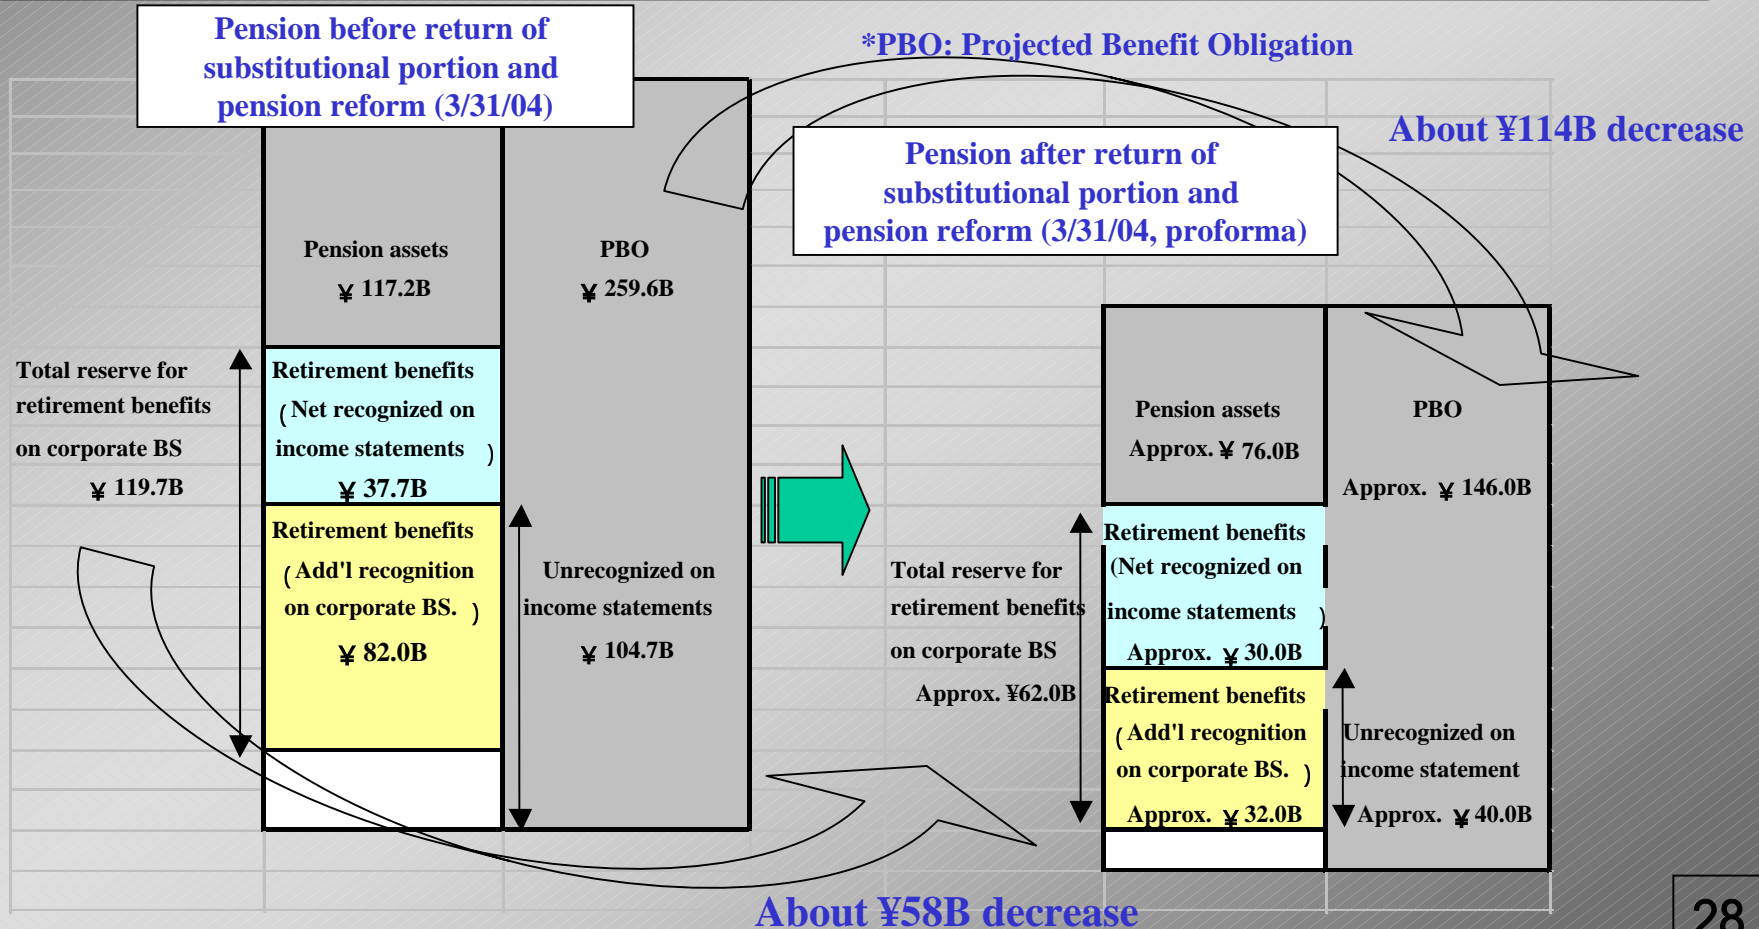 Pension before return of
substitutional portion and
pension reform (3/31/04)
*PBO: Projected Benefit Obligation
About ¥114B decrease
Pension after return of
substitutional portion and
pension reform (3/31/04, proforma)
Pension assets
¥ 117.2B
PBO
¥ 259.6B
Total reserve for
retirement benefits
on corporate BS
¥ 119.7B
Retirement benefits
(Net recognized on
income statements )
¥ 37.7B
Retirement benefits
(Add'l recognition
on corporate BS. )
¥ 82.0B
Unrecognized on
income statements
¥ 104.7B
Pension assets
Approx. ¥ 76.0B
PBO
Approx. ¥ 146.0B
Total reserve for
retirement benefits
on corporate BS
Approx. ¥62.0B
Retirement benefits
(Net recognized on
income statements )
Approx. ¥ 30.0B
Retirement benefits
(Add'l recognition
on corporate BS. )
Approx. ¥ 32.0B
Unrecognized on
income statement
Approx. ¥ 40.0B
About ¥58B decrease
28